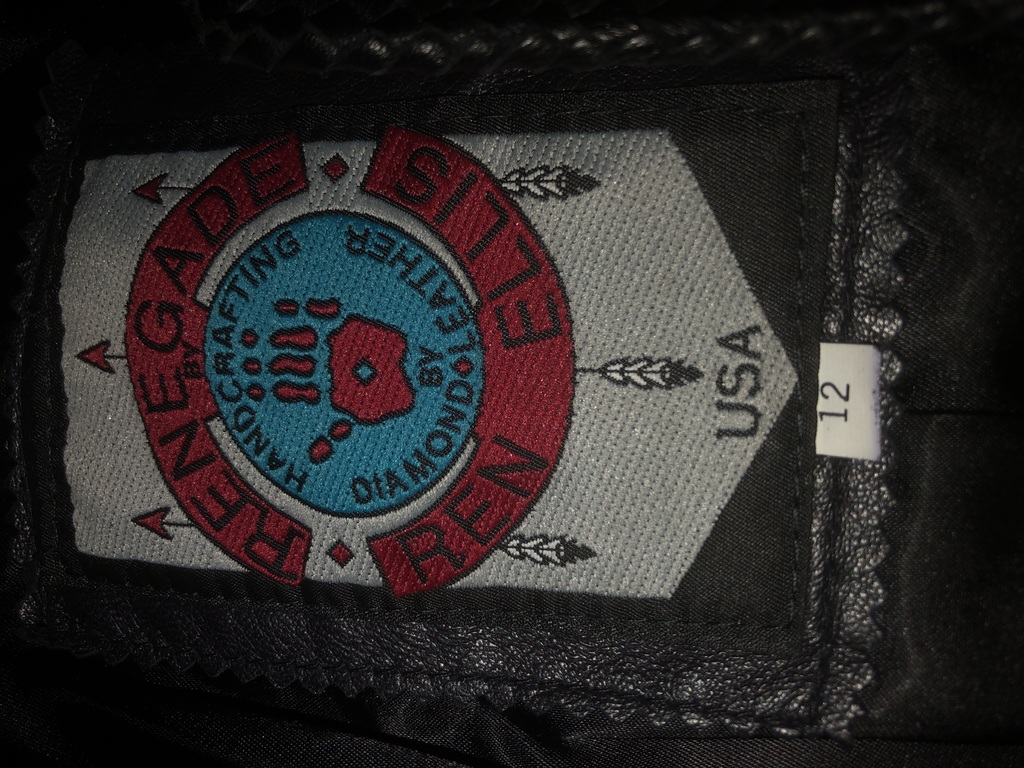 RENEGADE
BY
HANDCRAFTING
BY
DIAMOND LEATHER
REN ELLIS
USA
12